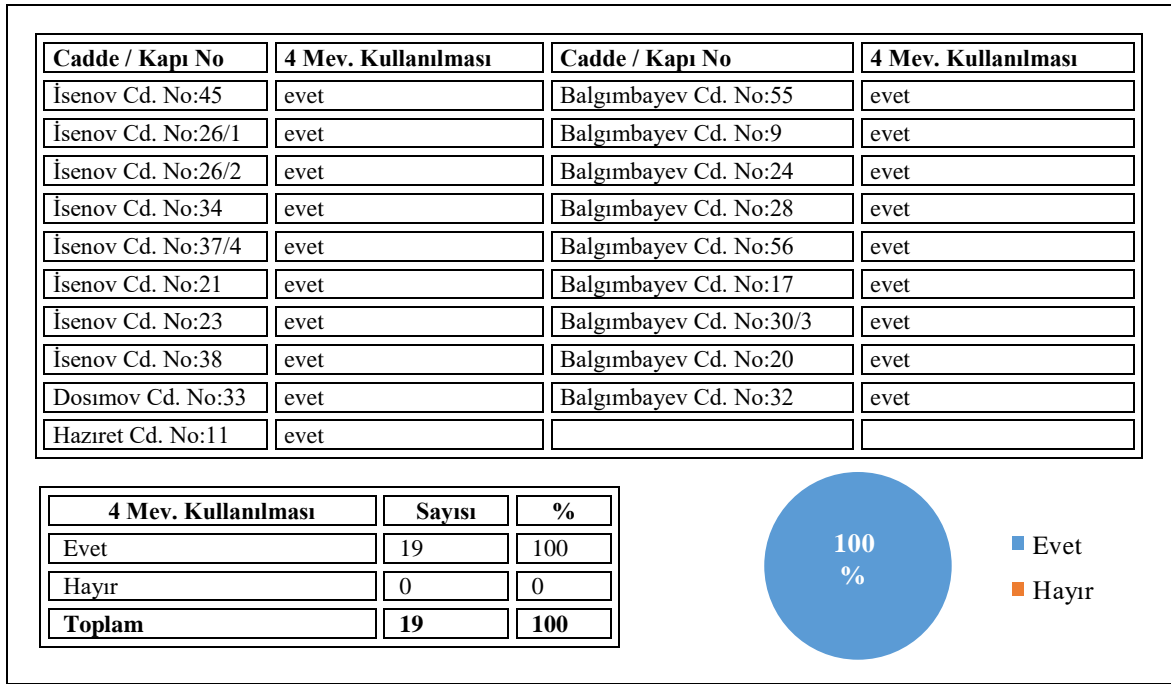 Cadde / Kapı No 4 Mev. Kullanılması Cadde / Kapı No 4 Mev. Kullanılması
İsenov Cd. No:45 evet Balgımbayev Cd. No:55 evet
İsenov Cd. No:26/1 evet Balgımbayev Cd. No:9 evet
İsenov Cd. No:26/2 evet Balgımbayev Cd. No:24 evet
İsenov Cd. No:34 evet Balgımbayev Cd. No:28 evet
İsenov Cd. No:37/4 evet Balgımbayev Cd. No:56 evet
İsenov Cd. No:21 evet Balgımbayev Cd. No:17 evet
İsenov Cd. No:23 evet Balgımbayev Cd. No:30/3 evet
İsenov Cd. No:38 evet Balgımbayev Cd. No:20 evet
Dosımov Cd. No:33 evet Balgımbayev Cd. No:32 evet
Hazıret Cd. No:11 evet
4 Mev. Kullanılması Sayısı %
Evet 19 100
Hayır 0 0
Toplam 19 100
100
%
Evet
Hayır